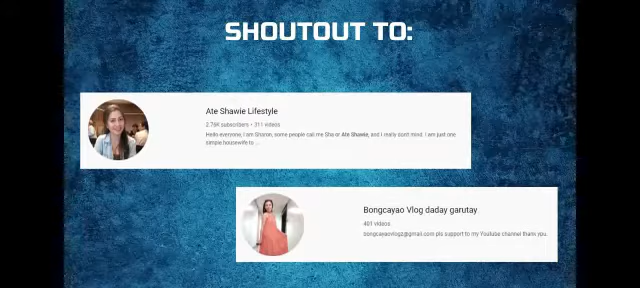 SHOUTOUT TO:
Ate Shawie Lifestyle
2.78K subscribers • 311 videos
Hello everyone, I am Sharon, some people call me Sha or Ate Shawie, and I really dont mind. I am just one
simple housewife to ...
Bongcayao Vlog daday garutay
401 videos
bongcayaovlogz@gmail.com pls support to my Youtube channel thank you.